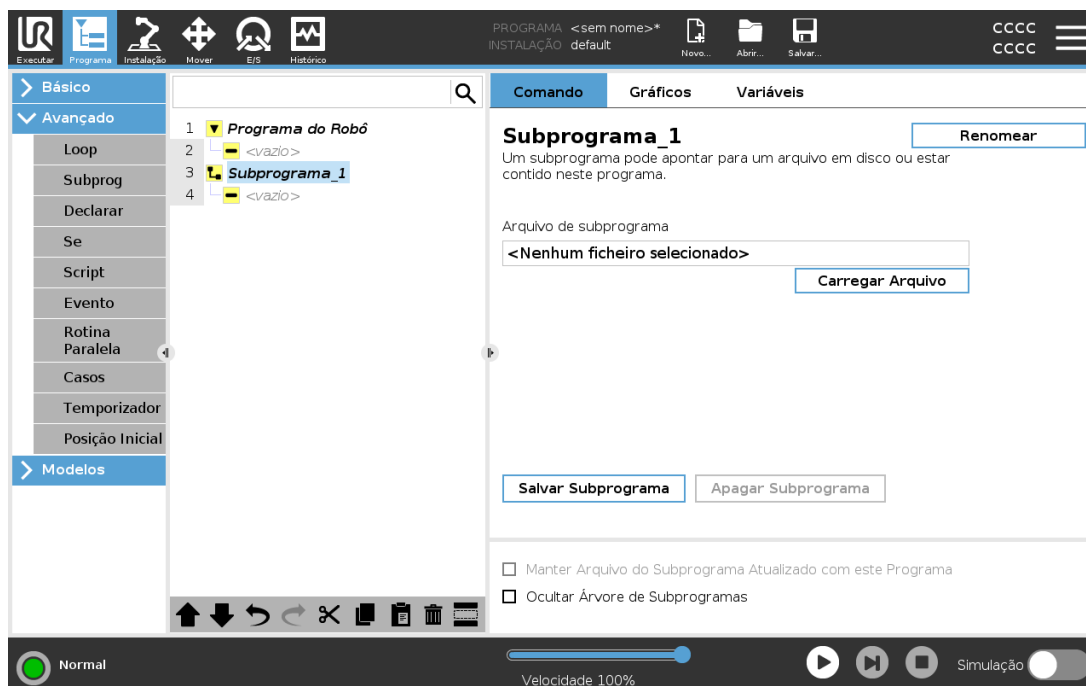 Executar
Programa
Instalação
Mover
E/S
Histórico
PROGRAMA <sem nome>*
INSTALAÇÃO default
Novo...
Abrir...
Salvar...
CCCC
CCCC
Básico
Avançado
Loop
Subprog
Declarar
Se
Script
Evento
Rotina
Paralela
Casos
Temporizador
Posição Inicial
Modelos
1 Programa do Robô
2 <vazio>
3 Subprograma_1
4 <vazio>
Comando Gráficos Variáveis
Subprograma_1
Renomear
Um subprograma pode apontar para um arquivo em disco ou estar
contido neste programa.
Arquivo de subprograma
<Nenhum ficheiro selecionado>
Carregar Arquivo
Salvar Subprograma
Apagar Subprograma
Manter Arquivo do Subprograma Atualizado com este Programa
Ocultar Árvore de Subprogramas
Normal
Velocidade 100%
Simulação